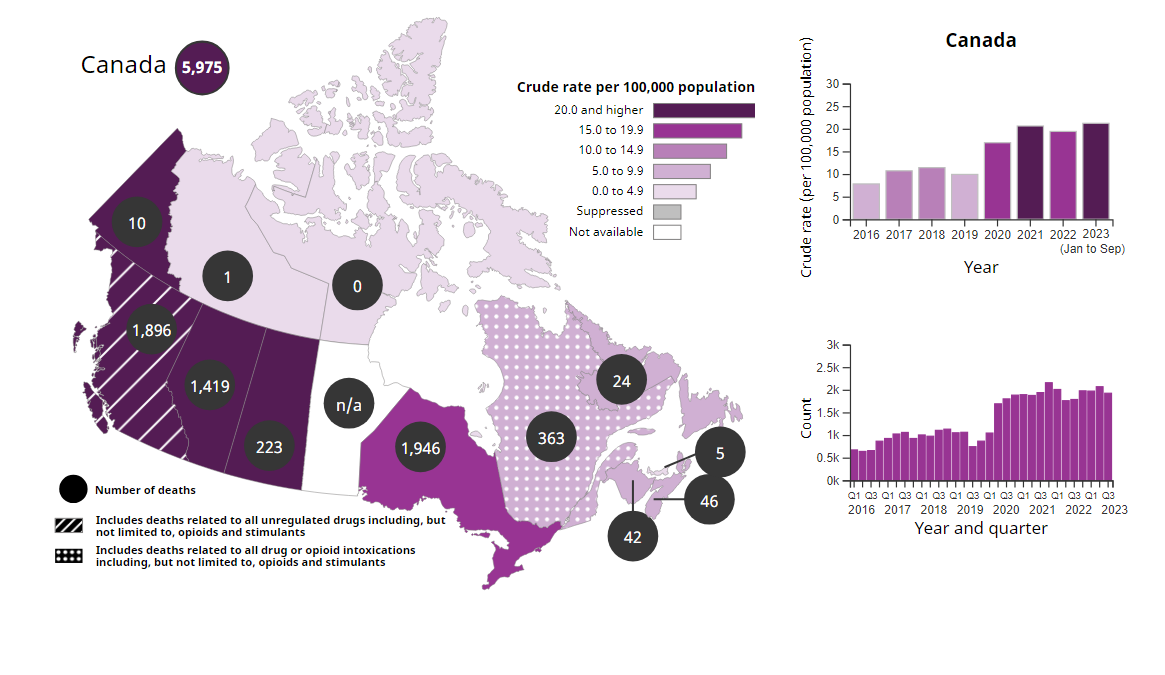 Canada 5,975
Crude rate per 100,000 population
20.0 and higher
15.0 to 19.9
10.0 to 14.9
5.0 to 9.9
0.0 to 4.9
Suppressed
Not available
10
1
0
1,896
1,419
223
n/a
1,946
363
24
5
46
42
Number of deaths
Includes deaths related to all unregulated drugs including, but
not limited to, opioids and stimulants
Includes deaths related to all drug or opioid intoxications
including, but not limited to, opioids and stimulants
Canada
Crude rate (per 100,000 population)
30
25
20
15
10
5
0
2016 2017 2018 2019 2020 2021 2022 2023
(Jan to Sep)
Year
Count
3k
2.5k
2k
1.5k
1k
0.5k
0k
Q1 Q3 Q1 Q3 Q1 Q3 Q1 Q3 Q1 Q3 Q1 Q3 Q1 Q3 Q1 Q3
2016 2017 2018 2019 2020 2021 2022 2023
Year and quarter